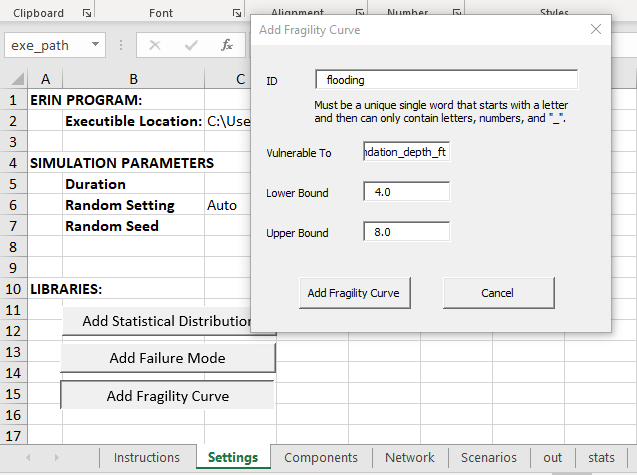 Clipboard
Font
Alignment
Number
Styles
exe_path
fx
Add Fragility Curve
ID
flooding
Must be a unique single word that starts with a letter
and then can only contain letters, numbers, and "_".
Vulnerable To
ndation_depth_ft
Lower Bound
4.0
Upper Bound
8.0
Add Fragility Curve
Cancel
A B C
1 ERIN PROGRAM:
2 Executible Location: C:\Use
3
4 SIMULATION PARAMETERS
5 Duration
6 Random Setting Auto
7 Random Seed
8
9
10 LIBRARIES:
11
12 Add Statistical Distribution
13 Add Failure Mode
14
15 Add Fragility Curve
16
17
Instructions Settings Components Network Scenarios out stats